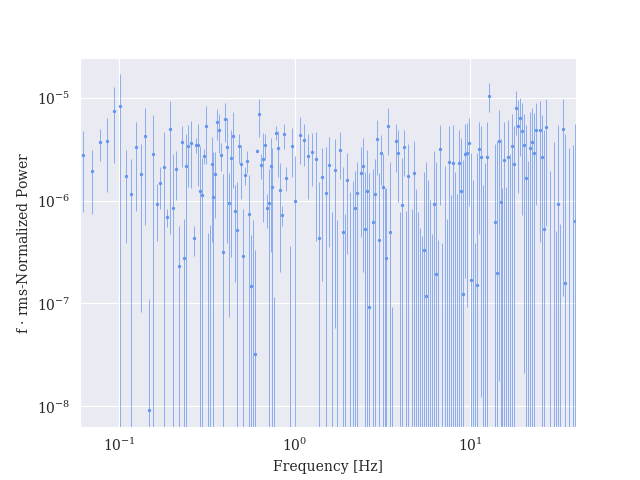 f · rms-Normalized Power
10⁻⁵
10⁻⁶
10⁻⁷
10⁻⁸
10⁻¹ 10⁰ 10¹
Frequency [Hz]